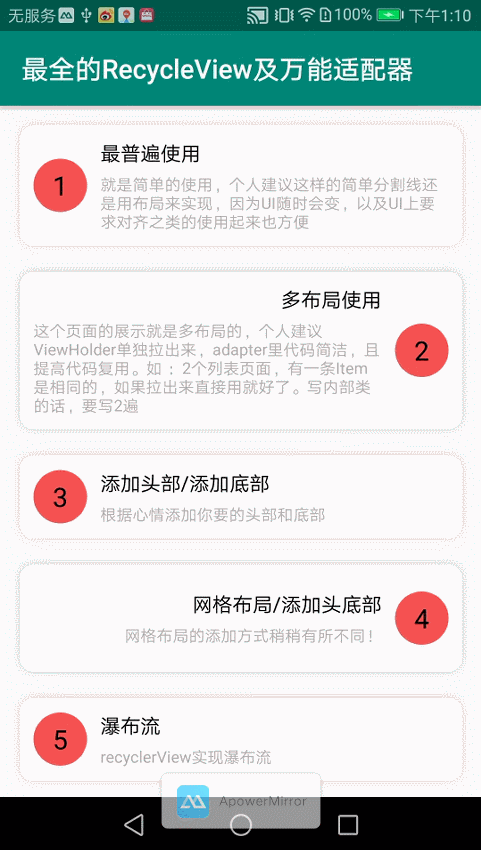 无服务
100%
下午1:10
最全的RecycleView及万能适配器
1
最普遍使用
就是简单的使用，个人建议这样的简单分割线还
是用布局来实现，因为UI随时会变，以及UI上要
求对齐之类的使用起来也方便
多布局使用
这个页面的展示就是多布局的，个人建议
ViewHolder单独拉出来，adapter里代码简洁，且
提高代码复用。如：2个列表页面，有一条Item
是相同的，如果拉出来直接用就好了。写内部类
的话，要写2遍
2
3
添加头部/添加底部
根据心情添加你要的头部和底部
网格布局/添加头底部
网格布局的添加方式稍稍有所不同！
4
5
瀑布流
recyclerView实现瀑布流
ApowerMirror